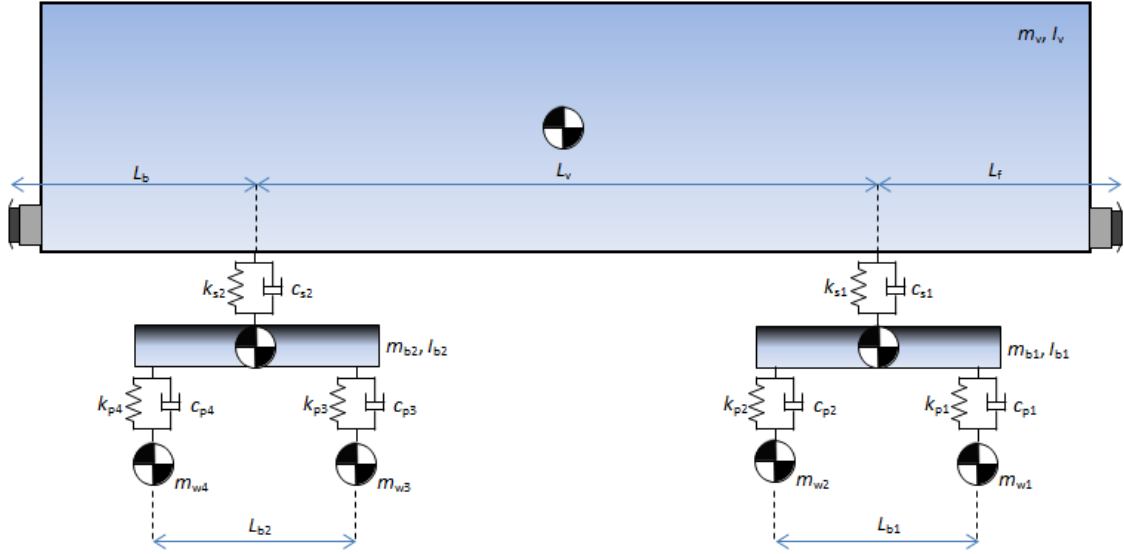 mv, Iv
Lb
Lv
Lf
ks2
cs2
ks1
cs1
mb2, Ib2
mb1, Ib1
kp4
cp4
kp3
cp3
kp2
cp2
kp1
cp1
mw4
mw3
mw2
mw1
Lb2
Lb1